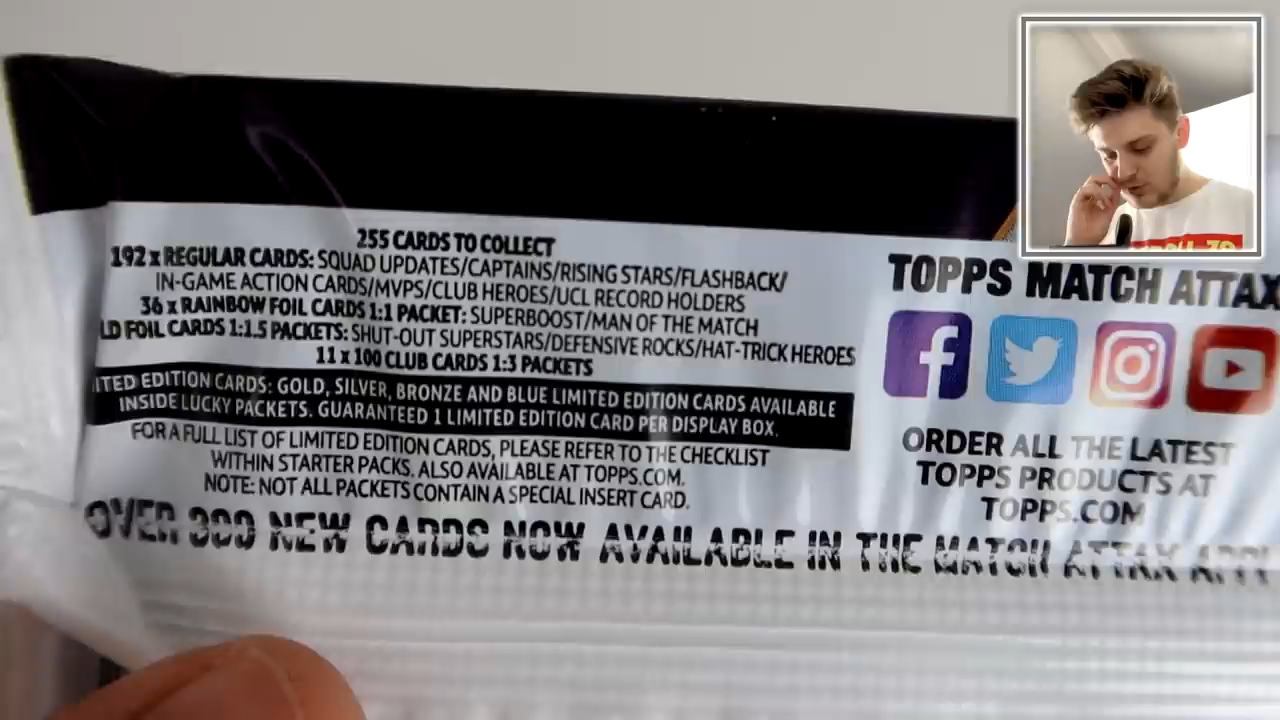 255 CARDS TO COLLECT
192 x REGULAR CARDS: SQUAD UPDATES/CAPTAINS/RISING STARS/FLASHBACK/
IN-GAME ACTION CARDS/MVPS/CLUB HEROES/UCL RECORD HOLDERS
36 x RAINBOW FOIL CARDS 1:1 PACKET: SUPERBOOST/MAN OF THE MATCH
LD FOIL CARDS 1:1.5 PACKETS: SHUT-OUT SUPERSTARS/DEFENSIVE ROCKS/HAT-TRICK HEROES
11 x 100 CLUB CARDS 1:3 PACKETS
ITED EDITION CARDS: GOLD, SILVER, BRONZE AND BLUE LIMITED EDITION CARDS AVAILABLE
INSIDE LUCKY PACKETS. GUARANTEED 1 LIMITED EDITION CARD PER DISPLAY BOX.
FOR A FULL LIST OF LIMITED EDITION CARDS, PLEASE REFER TO THE CHECKLIST
WITHIN STARTER PACKS. ALSO AVAILABLE AT TOPPS.COM.
NOTE: NOT ALL PACKETS CONTAIN A SPECIAL INSERT CARD.
OVER 300 NEW CARDS NOW AVAILABLE IN THE MATCH ATTAX APP!
TOPPS MATCH ATTAX
ORDER ALL THE LATEST
TOPPS PRODUCTS AT
TOPPS.COM